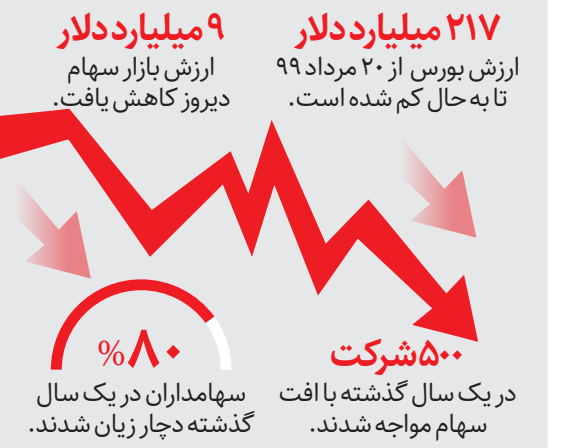 ۲۱۷ میلیارد دلار
ارزش بورس از ۲۰ مرداد ۹۹
تا به حال کم شده است.
۹ میلیارد دلار
ارزش بازار سهام
دیروز کاهش یافت.
۵۰۰ شرکت
در یک سال گذشته با افت
سهام مواجه شدند.
۸۰%
سهامداران در یک سال
گذشته دچار زیان شدند.